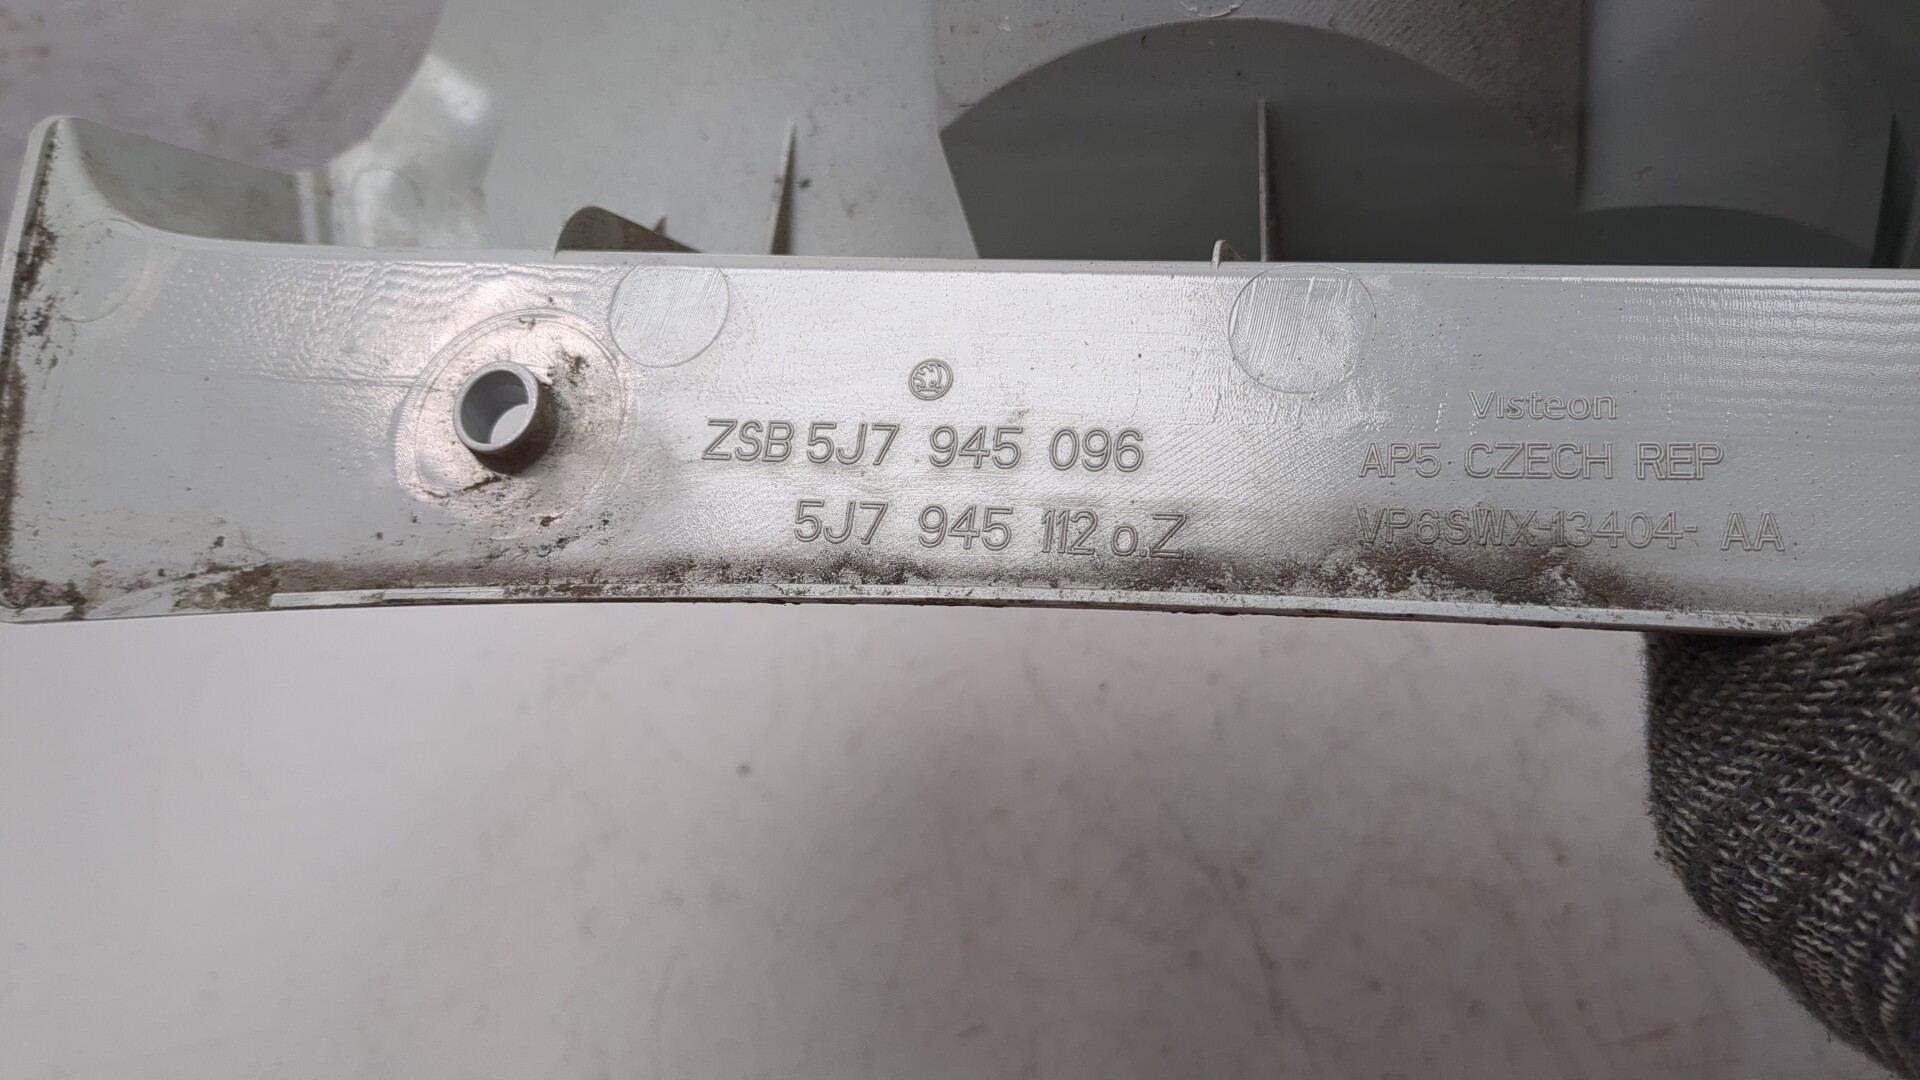 ZSB 5J7 945 096
5J7 945 112 o.Z.
Visteon
AP5 CZECH REP
VP6SWX-13404- AA